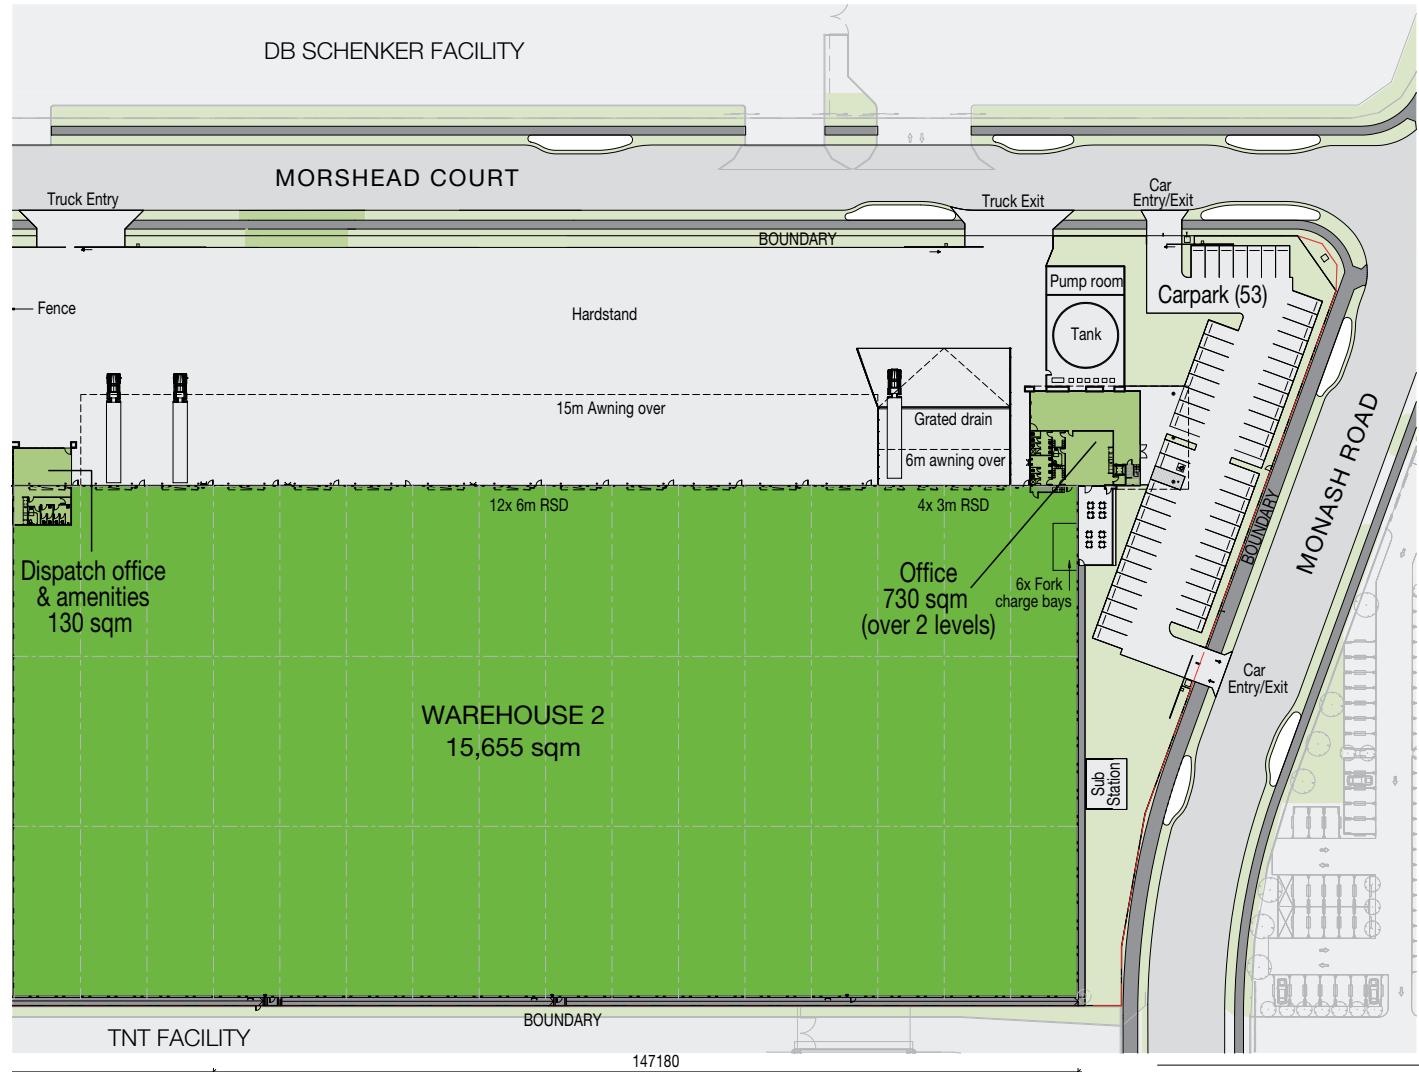 DB SCHENKER FACILITY
MORSHEAD COURT
Truck Entry
Truck Exit
Car
Entry/Exit
BOUNDARY
Fence
Hardstand
Pump room
Carpark (53)
Tank
15m Awning over
Grated drain
6m awning over
MONASH ROAD
12x 6m RSD
4x 3m RSD
BOUNDARY
Dispatch office
& amenities
130 sqm
Office
730 sqm
(over 2 levels)
6x Fork
charge bays
Car
Entry/Exit
WAREHOUSE 2
15,655 sqm
Sub
Station
BOUNDARY
TNT FACILITY
147180